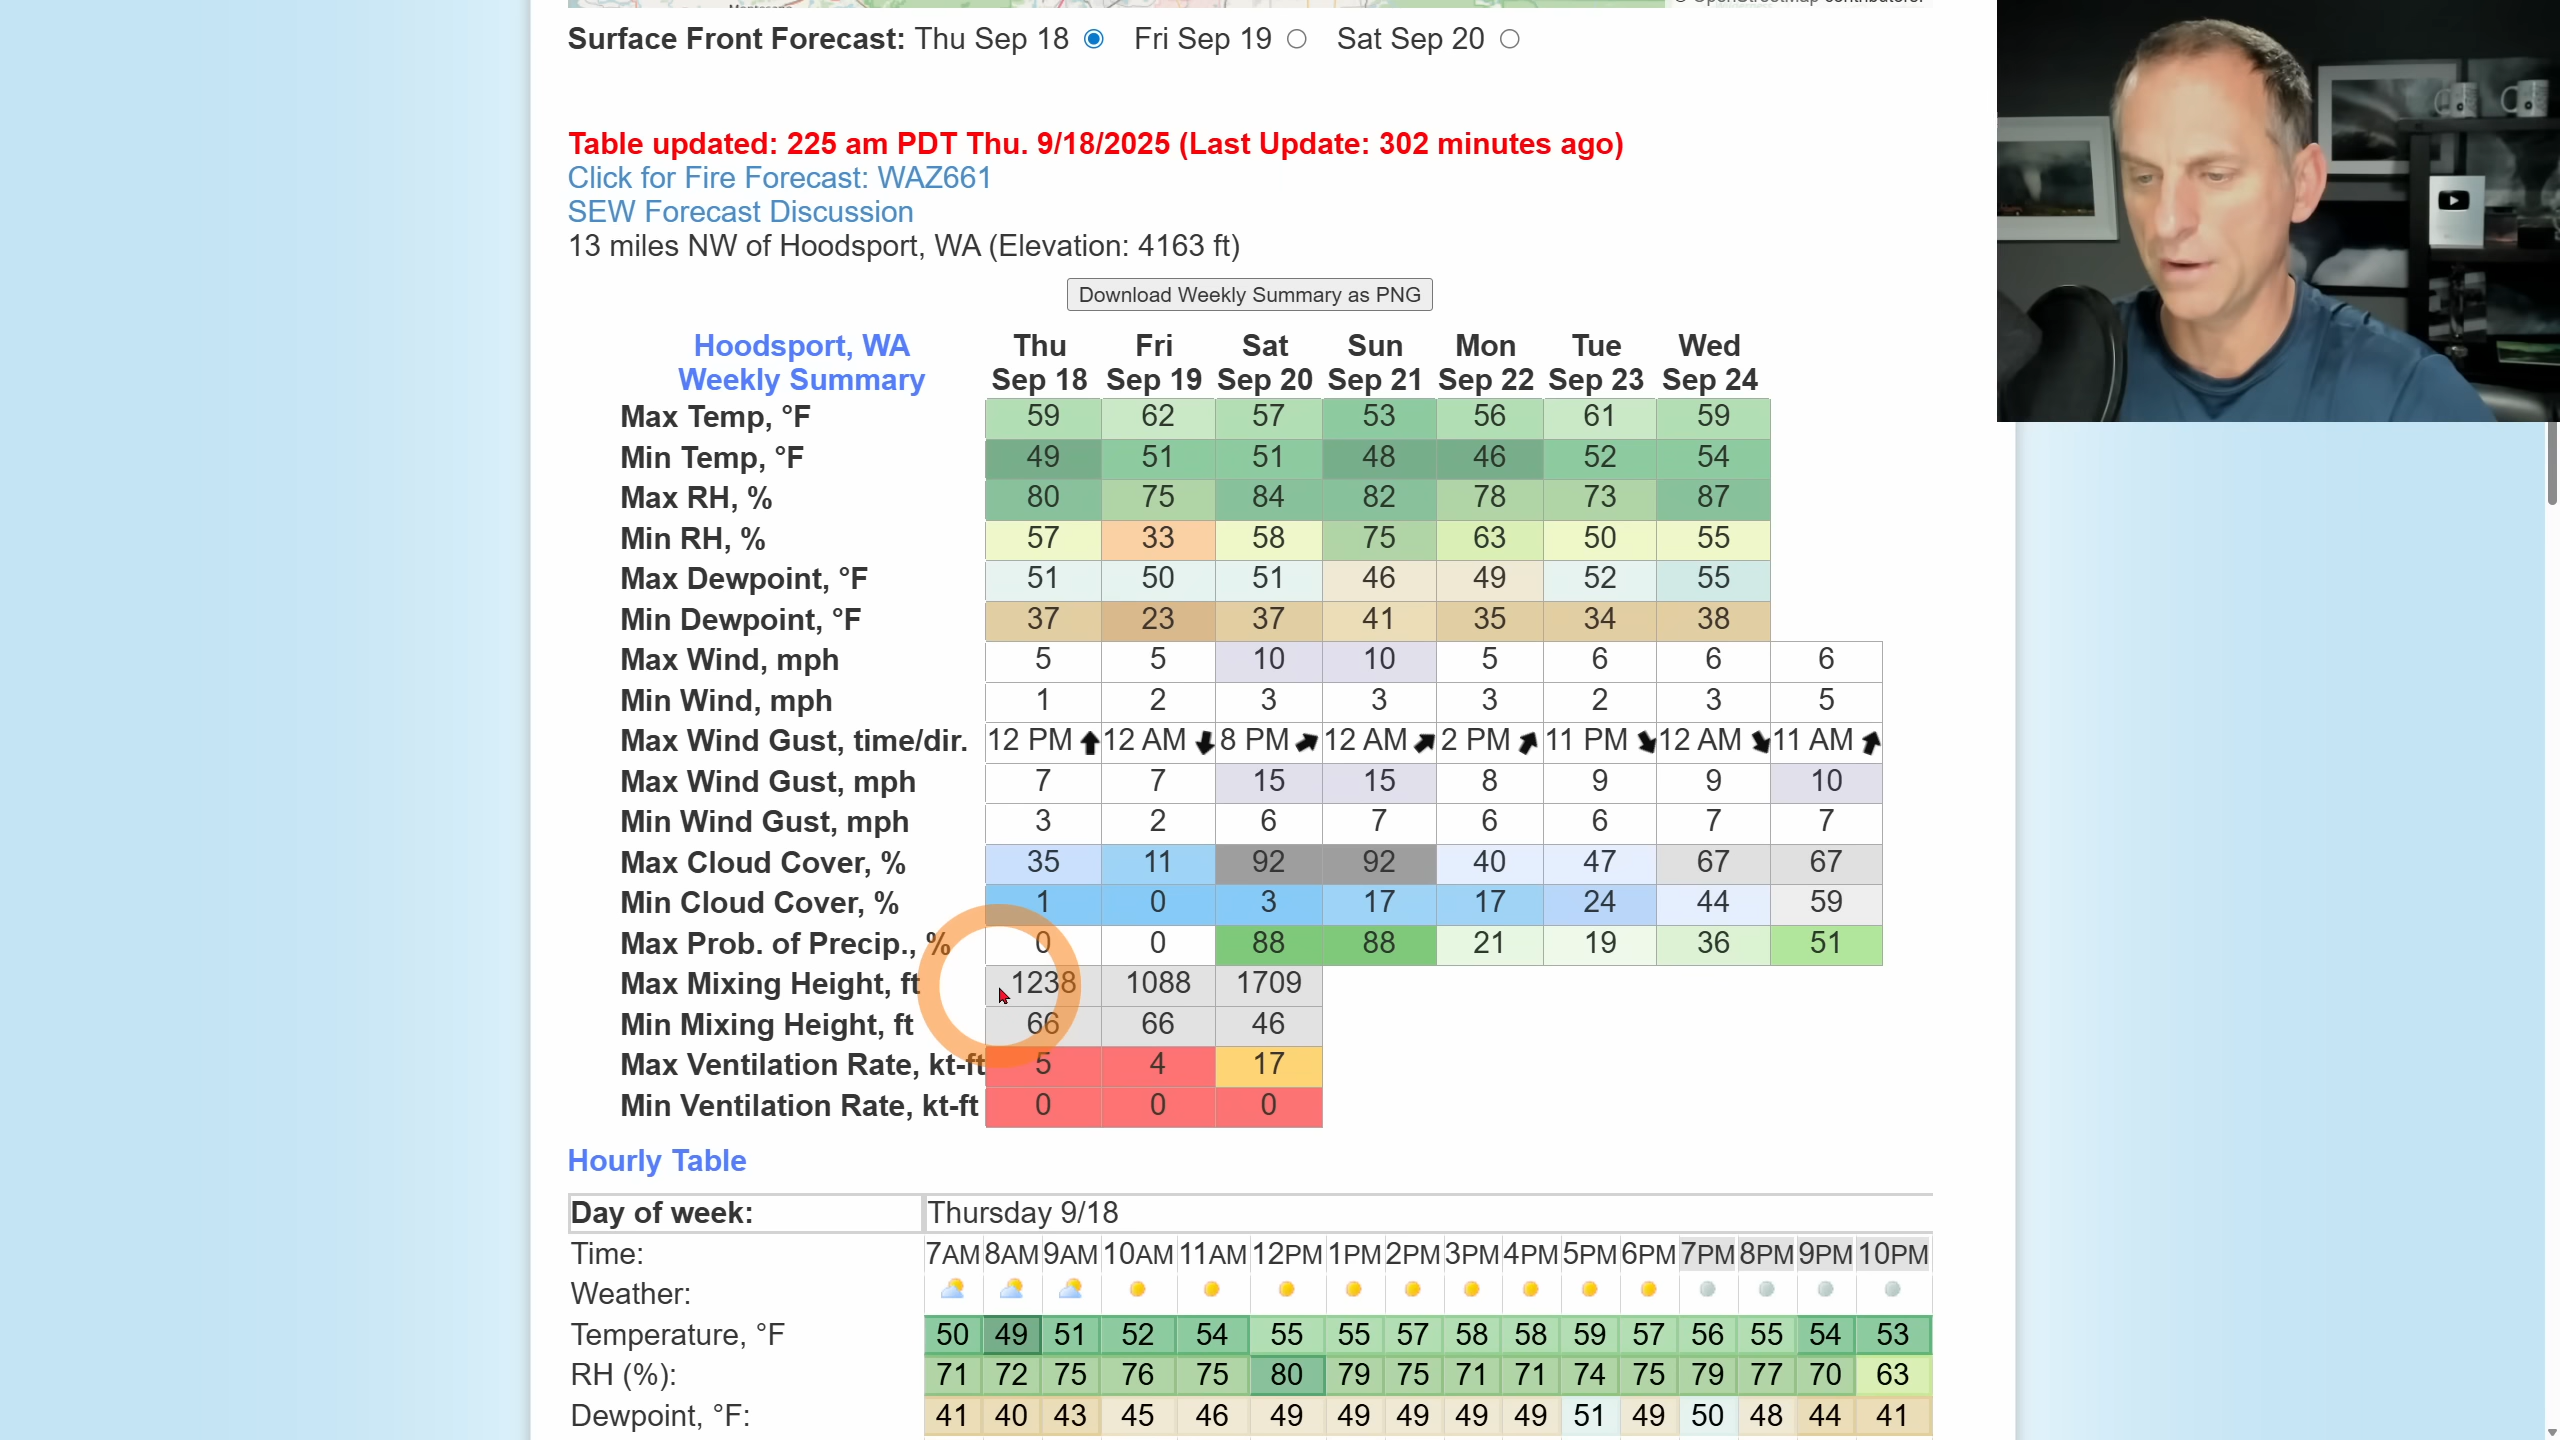 © OpenStreetMap contributors.
Surface Front Forecast: Thu Sep 18 Fri Sep 19 Sat Sep 20
Table updated: 225 am PDT Thu. 9/18/2025 (Last Update: 302 minutes ago)
Click for Fire Forecast: WAZ661
SEW Forecast Discussion
13 miles NW of Hoodsport, WA (Elevation: 4163 ft)
Download Weekly Summary as PNG
Hoodsport, WA Thu Fri Sat Sun Mon Tue Wed
Weekly Summary Sep 18 Sep 19 Sep 20 Sep 21 Sep 22 Sep 23 Sep 24
Max Temp, °F 59 62 57 53 56 61 59
Min Temp, °F 49 51 51 48 46 52 54
Max RH, % 80 75 84 82 78 73 87
Min RH, % 57 33 58 75 63 50 55
Max Dewpoint, °F 51 50 51 46 49 52 55
Min Dewpoint, °F 37 23 37 41 35 34 38
Max Wind, mph 5 5 10 10 5 6 6 6
Min Wind, mph 1 2 3 3 3 2 3 5
Max Wind Gust, time/dir. 12 PM 12 AM 8 PM 12 AM 2 PM 11 PM 12 AM 11 AM
Max Wind Gust, mph 7 7 15 15 8 9 9 10
Min Wind Gust, mph 3 2 6 7 6 6 7 7
Max Cloud Cover, % 35 11 92 92 40 47 67 67
Min Cloud Cover, % 1 0 3 17 17 24 44 59
Max Prob. of Precip., % 0 0 88 88 21 19 36 51
Max Mixing Height, ft 1238 1088 1709
Min Mixing Height, ft 66 66 46
Max Ventilation Rate, kt-ft 5 4 17
Min Ventilation Rate, kt-ft 0 0 0
Hourly Table
Day of week: Thursday 9/18
Time: 7AM 8AM 9AM 10AM 11AM 12PM 1PM 2PM 3PM 4PM 5PM 6PM 7PM 8PM 9PM 10PM
Weather:
Temperature, °F 50 49 51 52 54 55 55 57 58 58 59 57 56 55 54 53
RH (%): 71 72 75 76 75 80 79 75 71 71 74 75 79 77 70 63
Dewpoint, °F: 41 40 43 45 46 49 49 49 49 49 51 49 50 48 44 41